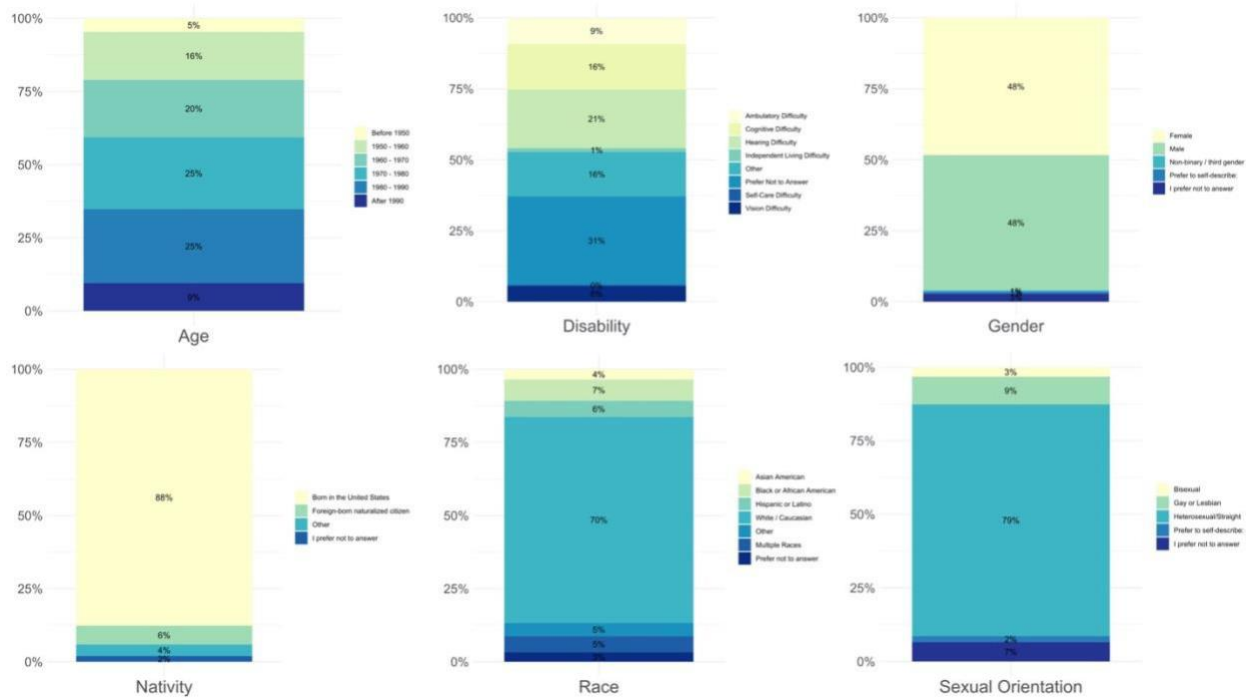 100%
5%
16%
75%
20%
Before 1950
1950 - 1960
1960 - 1970
50%
25%
1970 - 1980
1980 - 1990
After 1990
25%
25%
9%
0%
Age
100%
9%
16%
75%
21%
Ambulatory Difficulty
Cognitive Difficulty
Hearing Difficulty
1%
Independent Living Difficulty
50%
16%
Other
Prefer Not to Answer
Self-Care Difficulty
Vision Difficulty
31%
25%
0%
Disability
100%
48%
75%
Female
Male
Non-binary / third gender
Prefer to self-describe:
I prefer not to answer
50%
48%
25%
1%
0%
Gender
100%
75%
88%
Born in the United States
Foreign-born naturalized citizen
Other
I prefer not to answer
50%
25%
6%
4%
2%
0%
Nativity
100%
4%
7%
6%
75%
70%
Asian American
Black or African American
Hispanic or Latino
White / Caucasian
Other
Multiple Races
Prefer not to answer
50%
25%
5%
5%
0%
Race
100%
3%
9%
75%
79%
Bisexual
Gay or Lesbian
Heterosexual/Straight
Prefer to self-describe:
I prefer not to answer
50%
25%
2%
7%
0%
Sexual Orientation